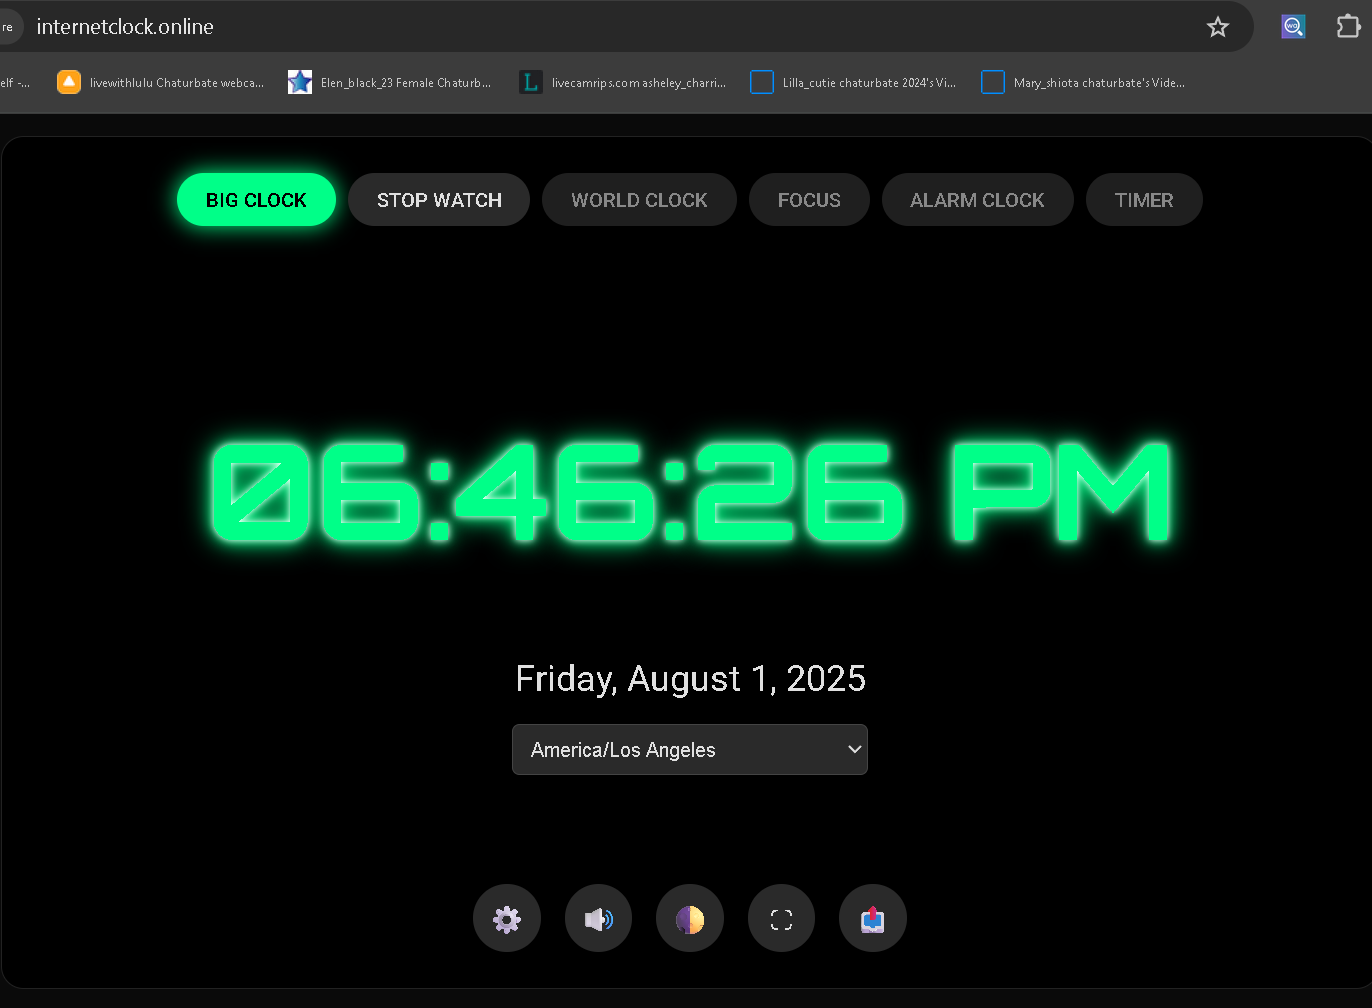 re internetclock.online
elf -... livewithlulu Chaturbate webca... Elen_black_23 Female Chaturb... livecamrips.com asheley_charri... Lilla_cutie chaturbate 2024's Vi... Mary_shiota chaturbate's Vide...
BIG CLOCK STOP WATCH WORLD CLOCK FOCUS ALARM CLOCK TIMER
06:46:26 PM
Friday, August 1, 2025
America/Los Angeles